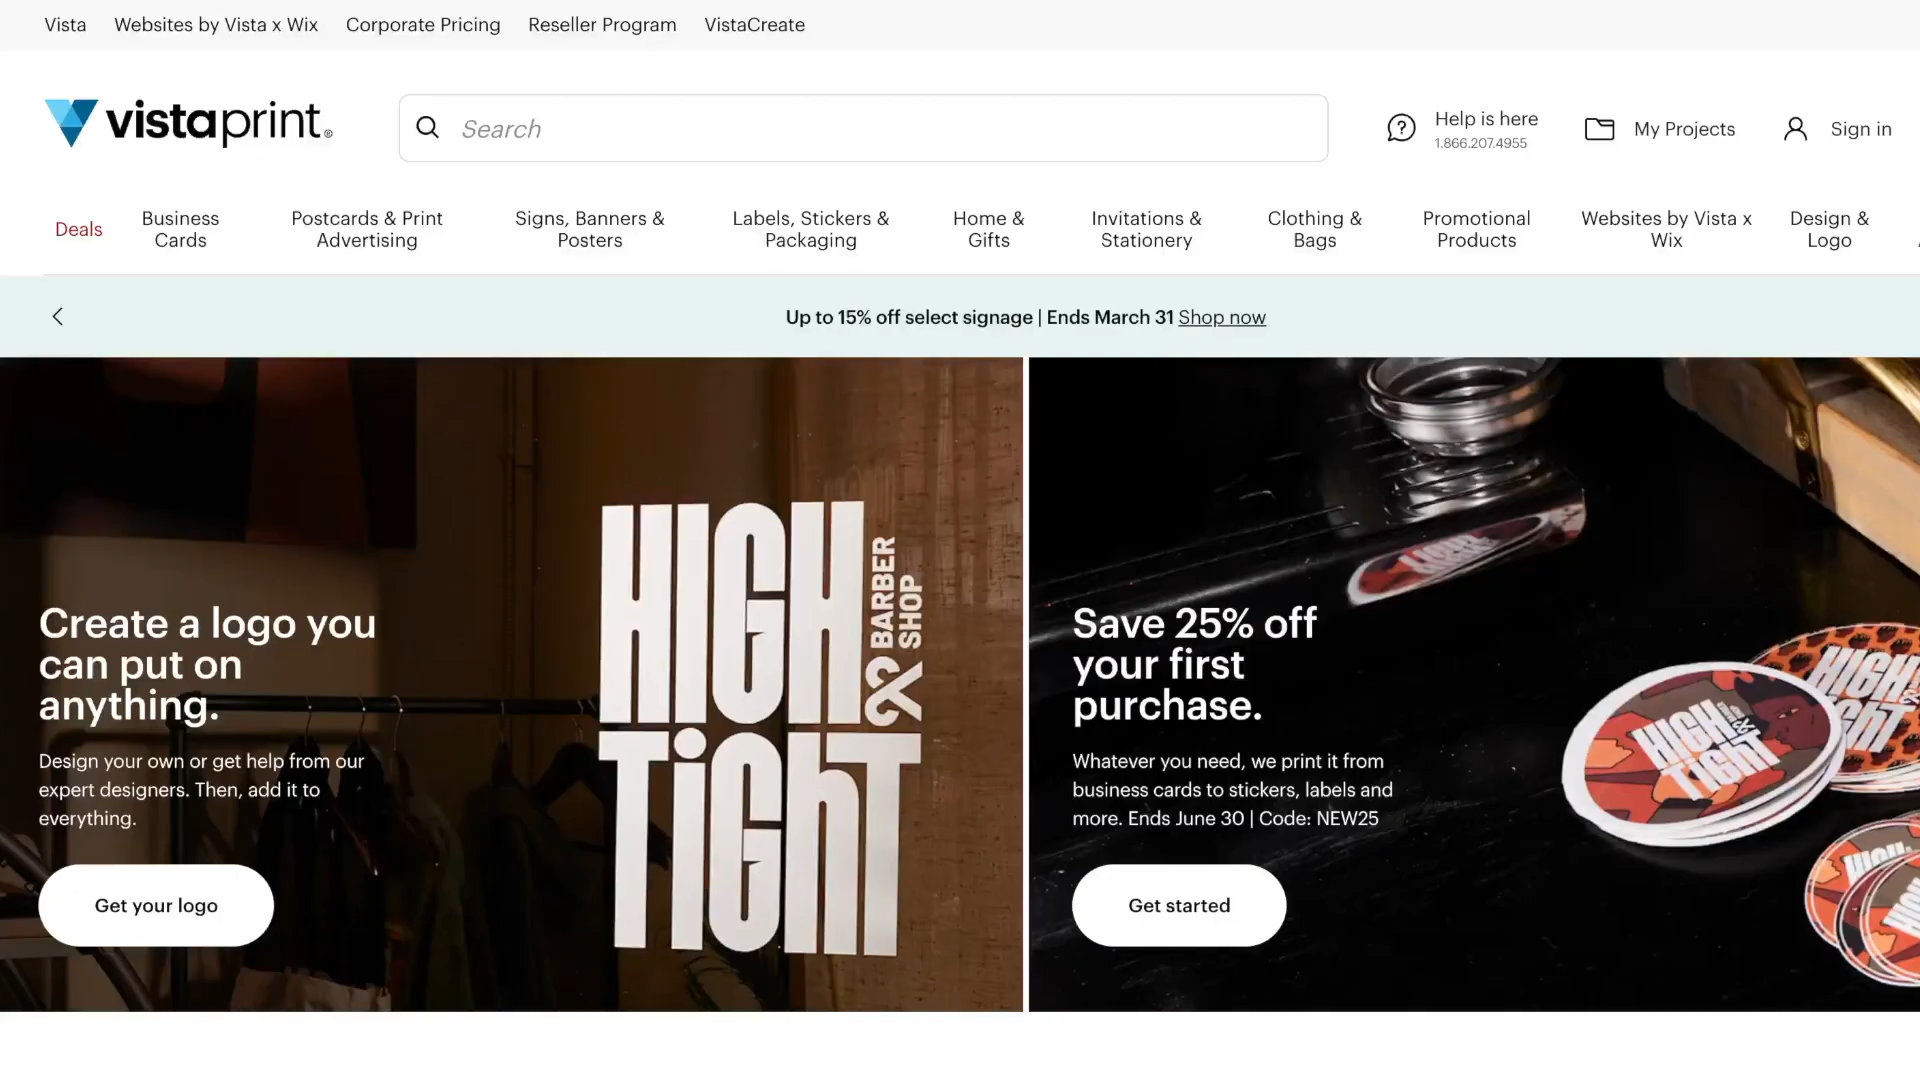 Vista Websites by Vista x Wix Corporate Pricing Reseller Program VistaCreate
vistaprint®
Search
Help is here
1.866.207.4955
My Projects
Sign in
Deals
Business
Cards
Postcards & Print
Advertising
Signs, Banners &
Posters
Labels, Stickers &
Packaging
Home &
Gifts
Invitations &
Stationery
Clothing &
Bags
Promotional
Products
Websites by Vista x
Wix
Design &
Logo
Up to 15% off select signage | Ends March 31 Shop now
Create a logo you
can put on
anything.
Design your own or get help from our
expert designers. Then, add it to
everything.
Get your logo
HIGH
& BARBER
SHOP
TiGhT
Save 25% off
your first
purchase.
Whatever you need, we print it from
business cards to stickers, labels and
more. Ends June 30 | Code: NEW25
Get started
HIGH
TiGhT
HIGH